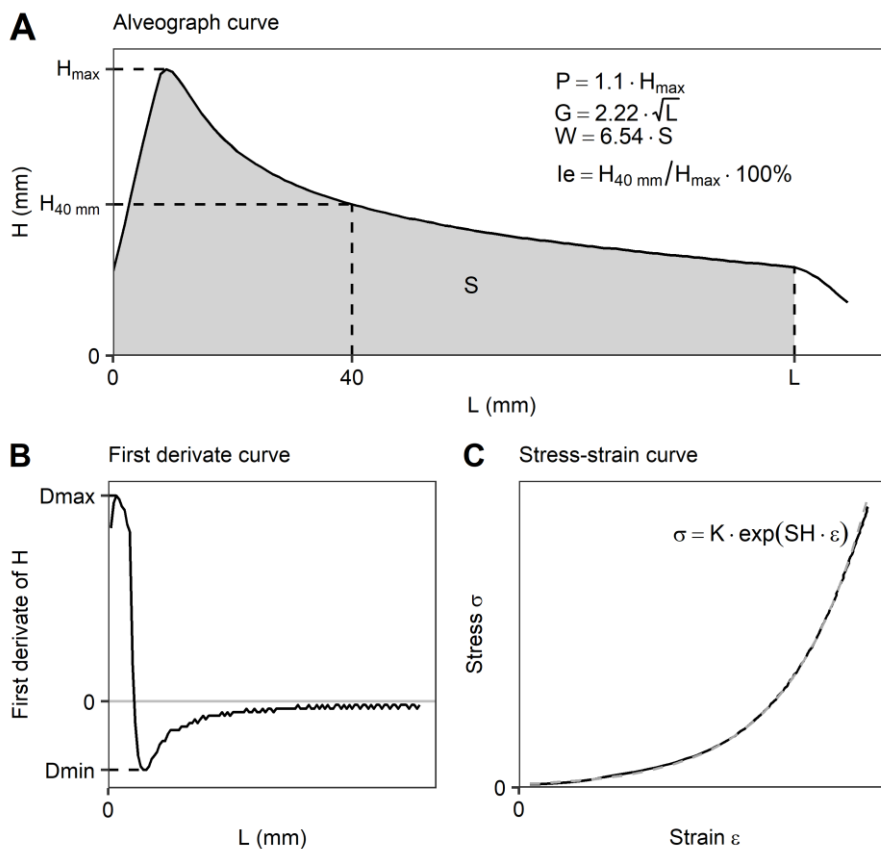 A
Alveograph curve
Hmax
P = 1.1 · Hmax
G = 2.22 · √L
W = 6.54 · S
Ie = H40 mm/Hmax · 100%
H40 mm
H (mm)
S
0
0
40
L
L (mm)
B
First derivate curve
Dmax
First derivate of H
0
Dmin
0
L (mm)
C
Stress-strain curve
σ = K · exp(SH · ε)
Stress σ
0
0
Strain ε